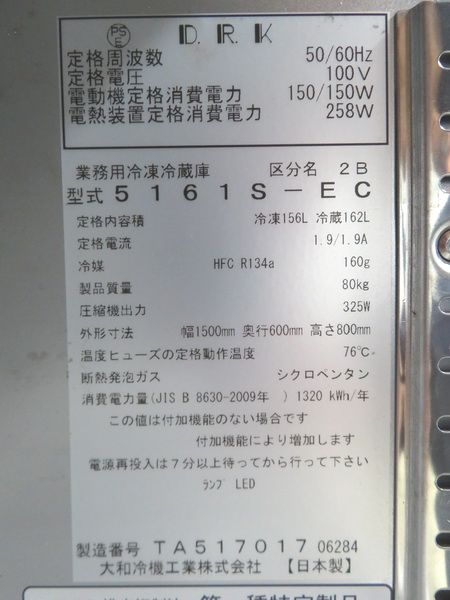 PS
E
D.R.K
定格周波数 50/60Hz
定格電圧 100V
電動機定格消費電力 150/150W
電熱装置定格消費電力 258W
業務用冷凍冷蔵庫 区分名 2B
型式 5161S-EC
定格内容積 冷凍156L 冷蔵162L
定格電流 1.9/1.9A
冷媒 HFC R134a 160g
製品質量 80kg
圧縮機出力 325W
外形寸法 幅1500mm 奥行600mm 高さ800mm
温度ヒューズの定格動作温度 76℃
断熱発泡ガス シクロペンタン
消費電力量(JIS B 8630-2009年 ) 1320 kWh/年
この値は付加機能のない場合です
付加機能により増加します
電源再投入は7分以上待ってから行って下さい
ﾗﾝﾌﾟ LED
製造番号 TA517017 06284
大和冷機工業株式会社 【日本製】